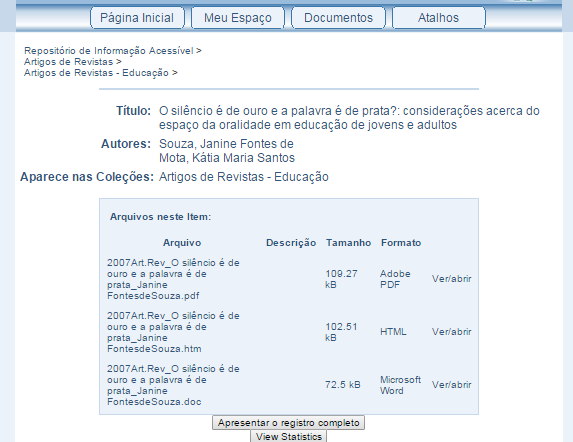 Página Inicial Meu Espaço Documentos Atalhos
Repositório de Informação Acessível >
Artigos de Revistas >
Artigos de Revistas - Educação >
Título: O silêncio é de ouro e a palavra é de prata?: considerações acerca do
espaço da oralidade em educação de jovens e adultos
Autores: Souza, Janine Fontes de
Mota, Kátia Maria Santos
Aparece nas Coleções: Artigos de Revistas - Educação
Arquivos neste Item:
Arquivo Descrição Tamanho Formato
2007Art.Rev_O silêncio é de
ouro e a palavra é de
prata_Janine
FontesdeSouza.pdf
109.27
kB
Adobe
PDF
Ver/abrir
2007Art.Rev_O silêncio é de
ouro e a palavra é de
prata_Janine
FontesdeSouza.htm
102.51
kB
HTML
Ver/abrir
2007Art.Rev_O silêncio é de
ouro e a palavra é de
prata_Janine
FontesdeSouza.doc
72.5 kB
Microsoft
Word
Ver/abrir
Apresentar o registro completo
View Statistics